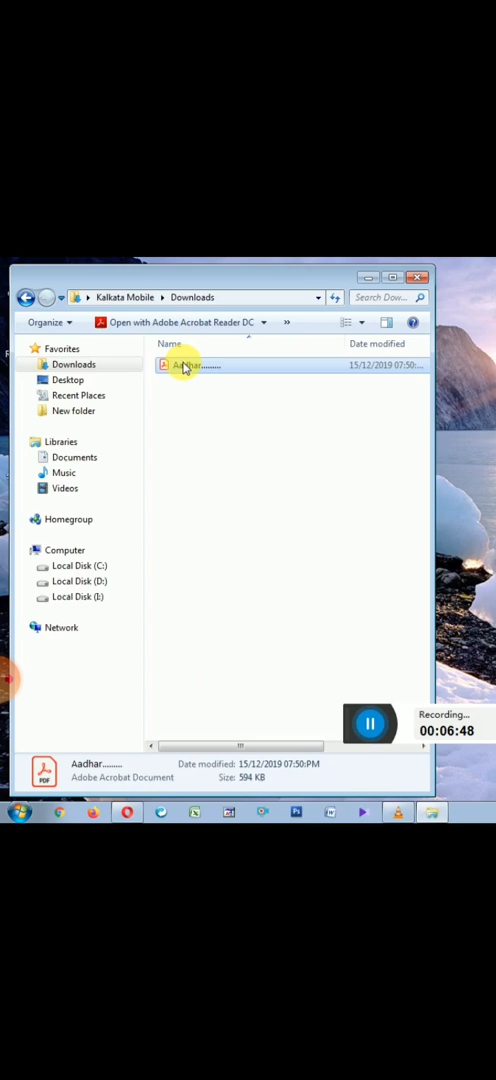 Kalkata Mobile Downloads
Search Dow...
Organize Open with Adobe Acrobat Reader DC »
Name Date modified
Favorites
Downloads
Desktop
Recent Places
New folder
Libraries
Documents
Music
Videos
Homegroup
Computer
Local Disk (C:)
Local Disk (D:)
Local Disk (I:)
Network
Aadhar......... 15/12/2019 07:50:...
Recording...
00:06:48
Aadhar......... Date modified: 15/12/2019 07:50:PM
Adobe Acrobat Document Size: 594 KB
PDF